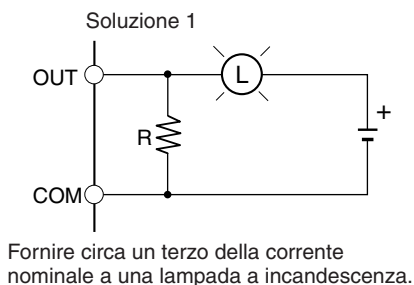 Soluzione 1
OUT
L
+
R
COM
Fornire circa un terzo della corrente
nominale a una lampada a incandescenza.